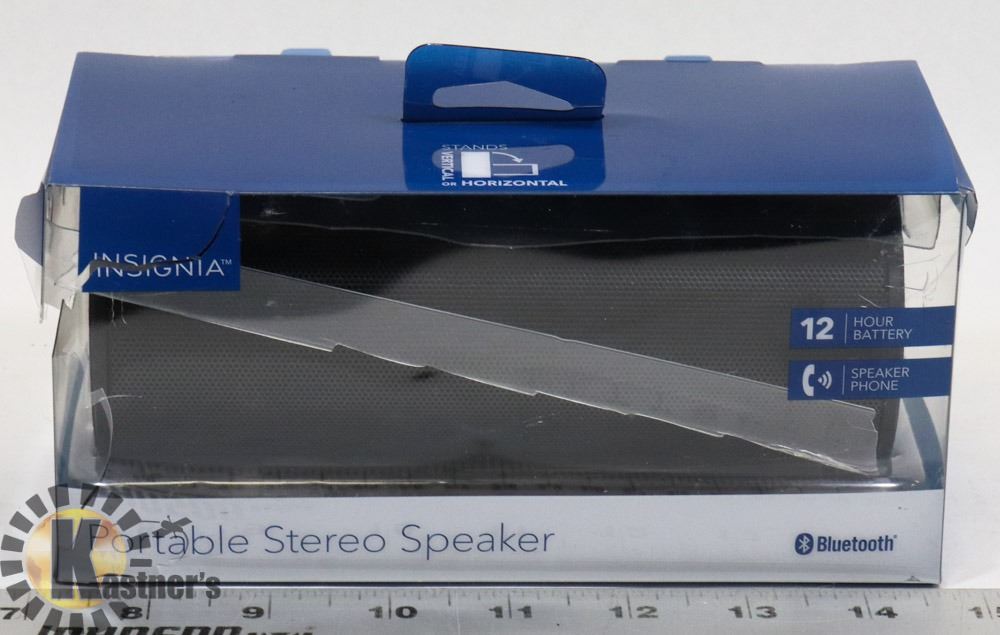 STANDS
VERTICAL
OR HORIZONTAL
INSIGNIA™
12 HOUR
BATTERY
SPEAKER
PHONE
Portable Stereo Speaker
Bluetooth®
Kastner's
7 8 9 10 11 12 13 14 15